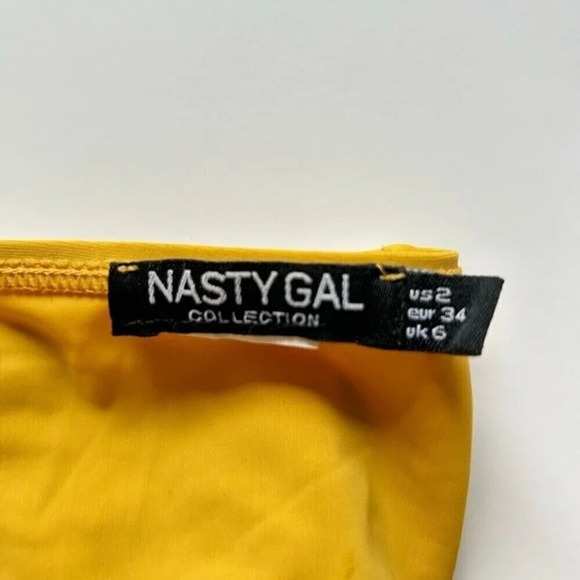 NASTY GAL
COLLECTION
us 2
eur 34
uk 6